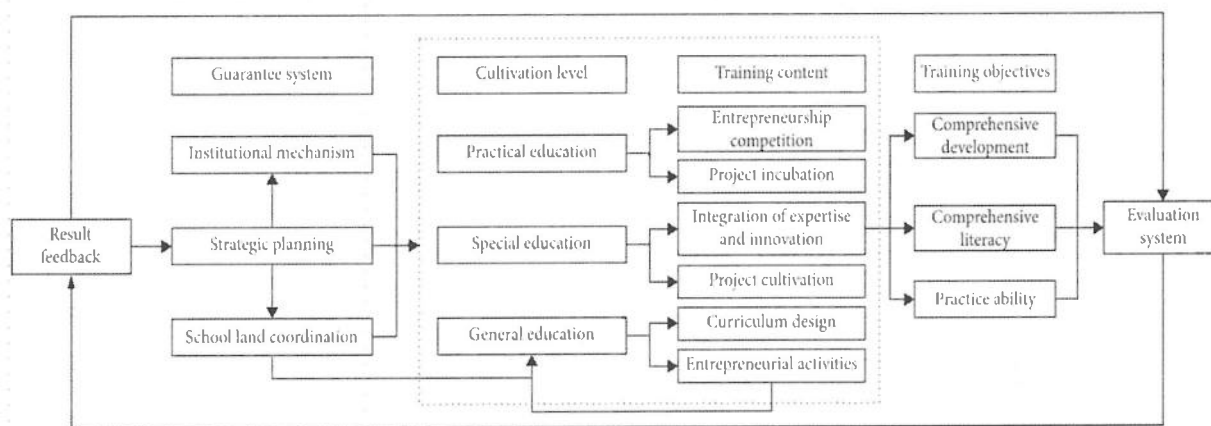 Guarantee system
Cultivation level
Training content
Training objectives
Institutional mechanism
Practical education
Entrepreneurship
competition
Project incubation
Comprehensive
development
Result
feedback
Strategic planning
Special education
Integration of expertise
and innovation
Project cultivation
Comprehensive
literacy
Evaluation
system
Practice ability
School land coordination
General education
Curriculum design
Entrepreneurial activities